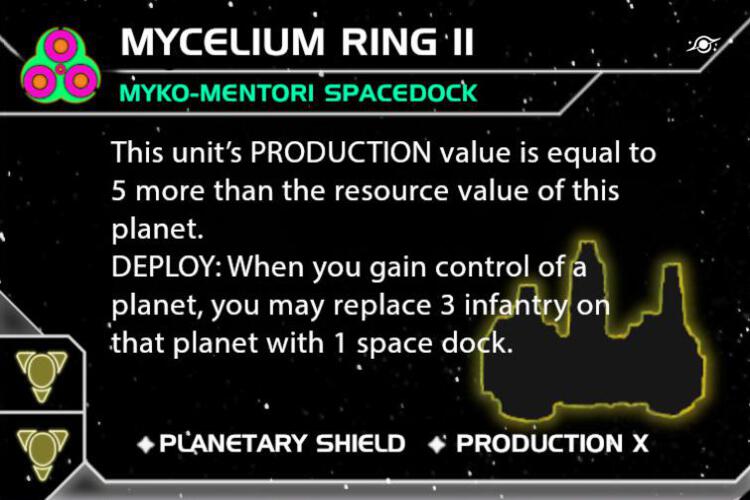 MYCELIUM RING II
MYKO-MENTORI SPACEDOCK
This unit's PRODUCTION value is equal to
5 more than the resource value of this
planet.
DEPLOY: When you gain control of a
planet, you may replace 3 infantry on
that planet with 1 space dock.
PLANETARY SHIELD PRODUCTION X